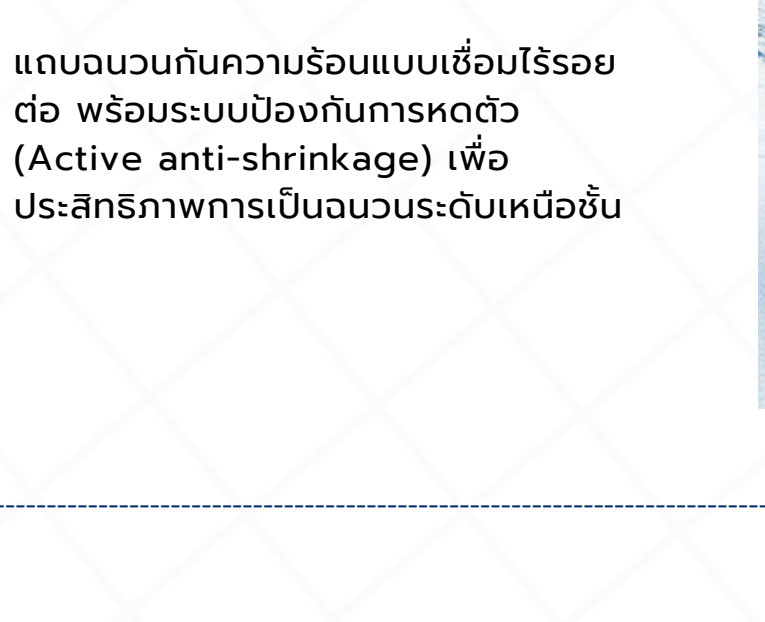 แถบฉนวนกันความร้อนแบบเชื่อมไร้รอย
ต่อ พร้อมระบบป้องกันการหดตัว
(Active anti-shrinkage) เพื่อ
ประสิทธิภาพการเป็นฉนวนระดับเหนือชั้น